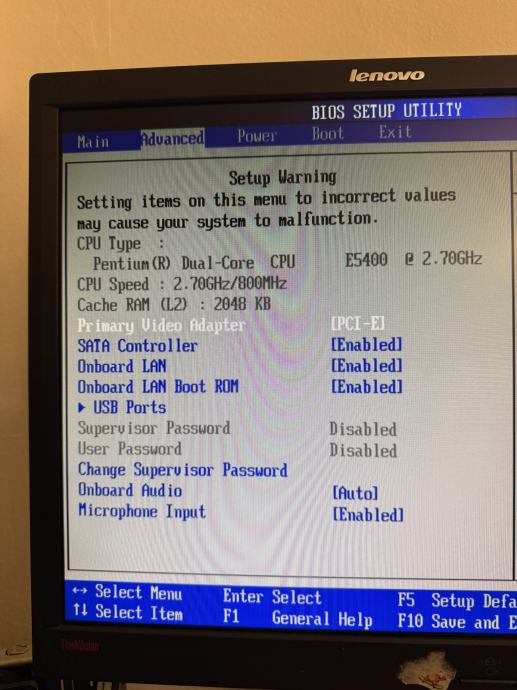 lenovo
BIOS SETUP UTILITY
Main Advanced Power Boot Exit
Setup Warning
Setting items on this menu to incorrect values
may cause your system to malfunction.
CPU Type :
Pentium(R) Dual-Core CPU E5400 @ 2.70GHz
CPU Speed : 2.70GHz/800MHz
Cache RAM (L2) : 2048 KB
Primary Video Adapter [PCI-E]
SATA Controller [Enabled]
Onboard LAN [Enabled]
Onboard LAN Boot ROM [Enabled]
▶ USB Ports
Supervisor Password Disabled
User Password Disabled
Change Supervisor Password
Onboard Audio [Auto]
Microphone Input [Enabled]
↔ Select Menu Enter Select F5 Setup Defa
↑↓ Select Item F1 General Help F10 Save and E
ThinkVision